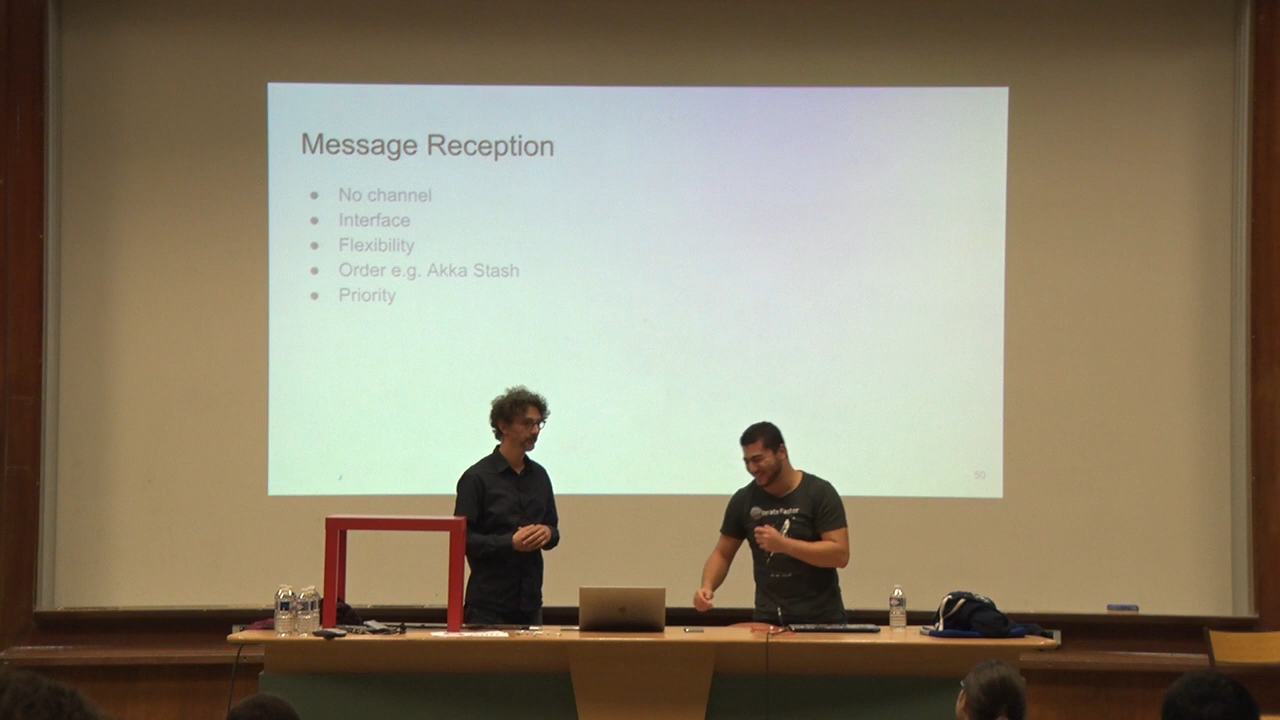 Message Reception
● No channel
● Interface
● Flexibility
● Order e.g. Akka Stash
● Priority
50